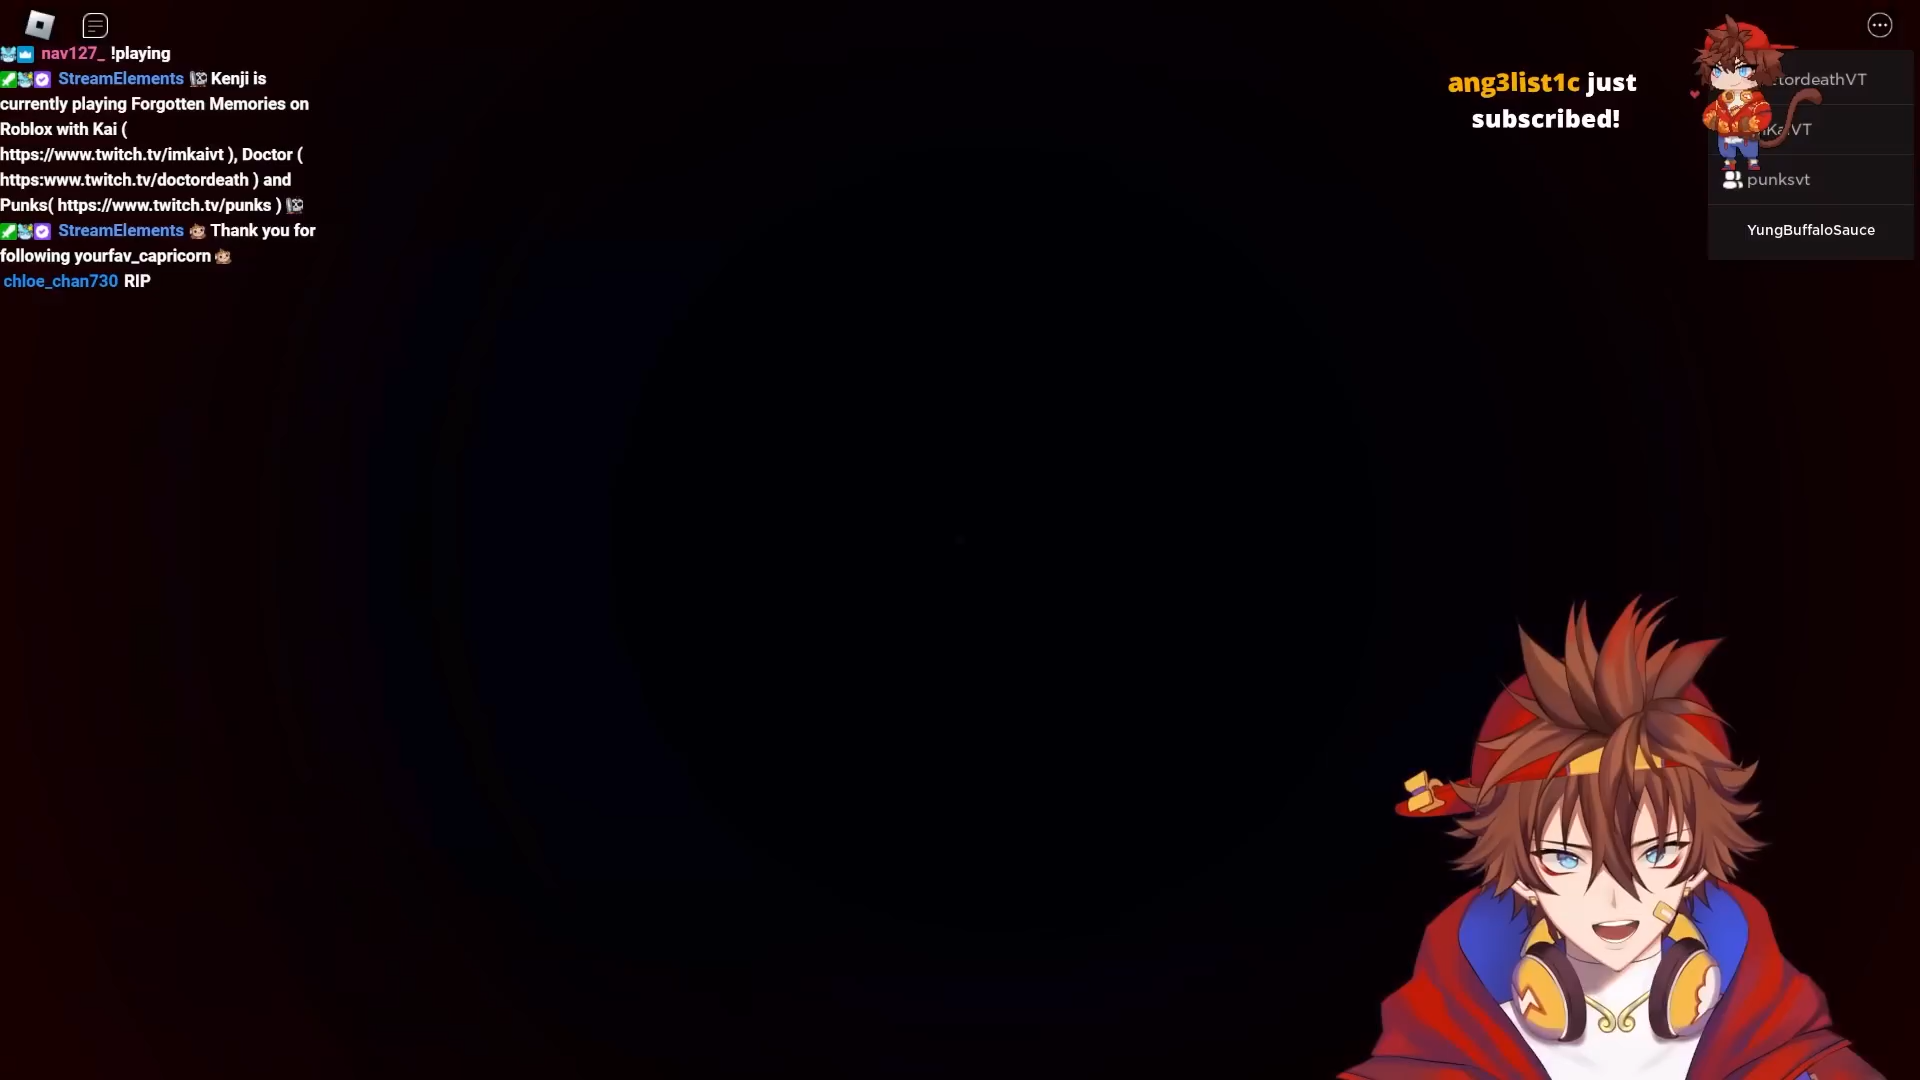 nav127_ !playing
StreamElements Kenji is
currently playing Forgotten Memories on
Roblox with Kai (
https://www.twitch.tv/imkaivt ), Doctor (
https:www.twitch.tv/doctordeath ) and
Punks( https://www.twitch.tv/punks )
StreamElements Thank you for
following yourfav_capricorn
chloe_chan730 RIP
ang3list1c just
subscribed!
tordeathVT
KaiVT
punksvt
YungBuffaloSauce